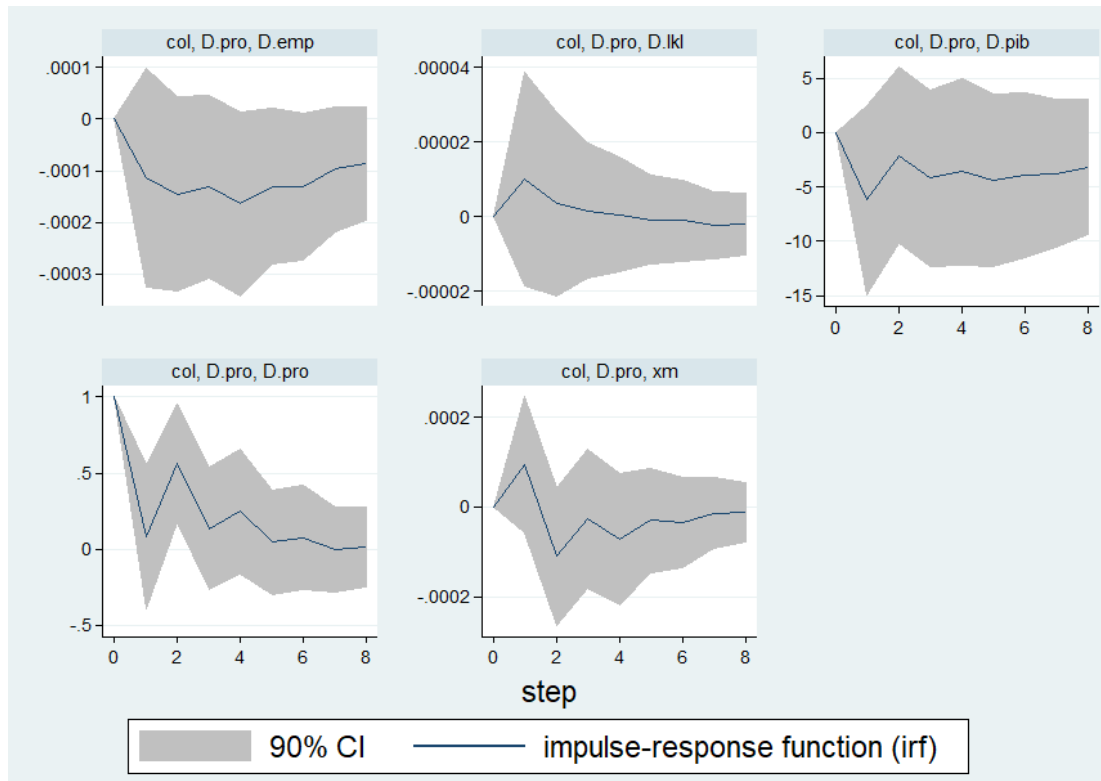 col, D.pro, D.emp
.0001
0
-.0001
-.0002
-.0003
col, D.pro, D.lkl
.00004
.00002
0
-.00002
col, D.pro, D.pib
5
0
-5
-10
-15
0 2 4 6 8
col, D.pro, D.pro
1
.5
0
-.5
0 2 4 6 8
col, D.pro, xm
.0002
0
-.0002
0 2 4 6 8
step
90% CI
impulse-response function (irf)